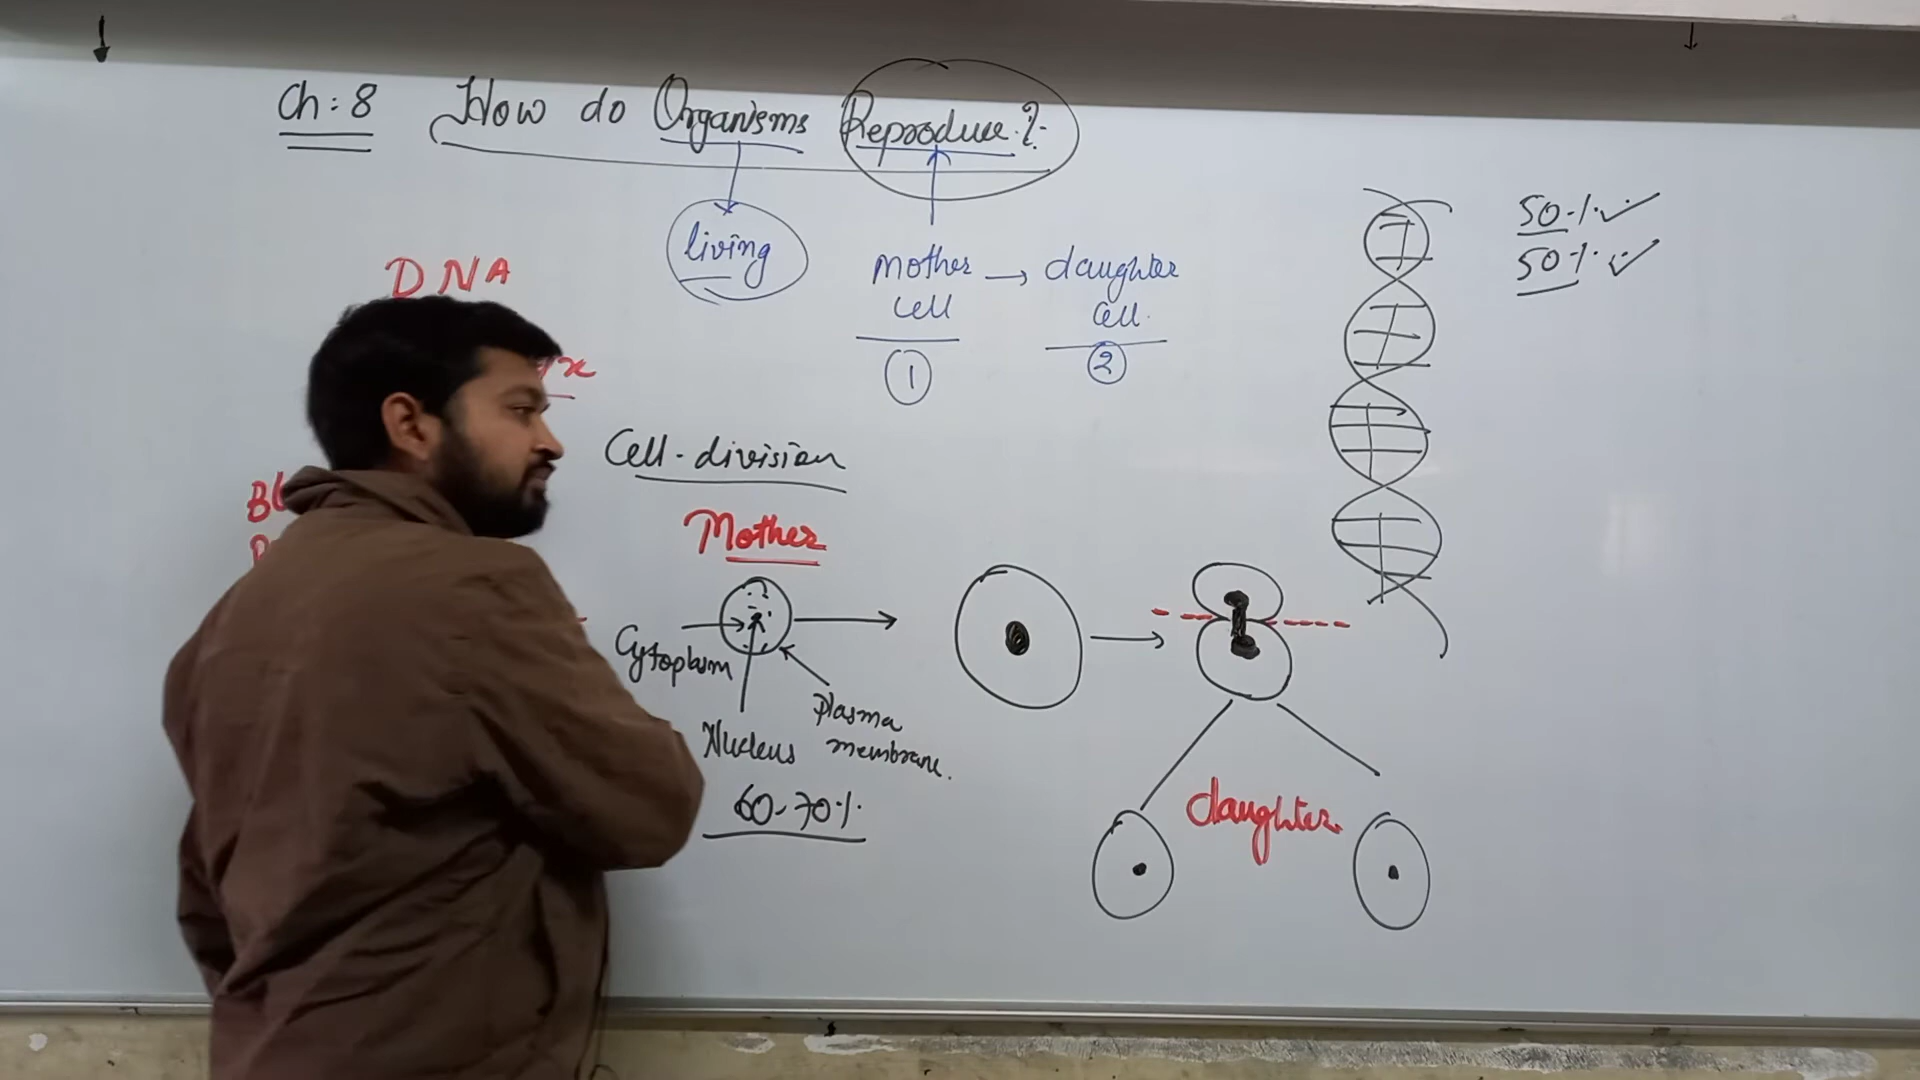 Ch: 8 How do Organisms Reproduce?
living
mother cell → daughter cell.
1 2
50% ✓
50% ✓
DNA
Cell-division
Mother
Cytoplasm
Nucleus
Plasma membrane.
60-70%
daughter